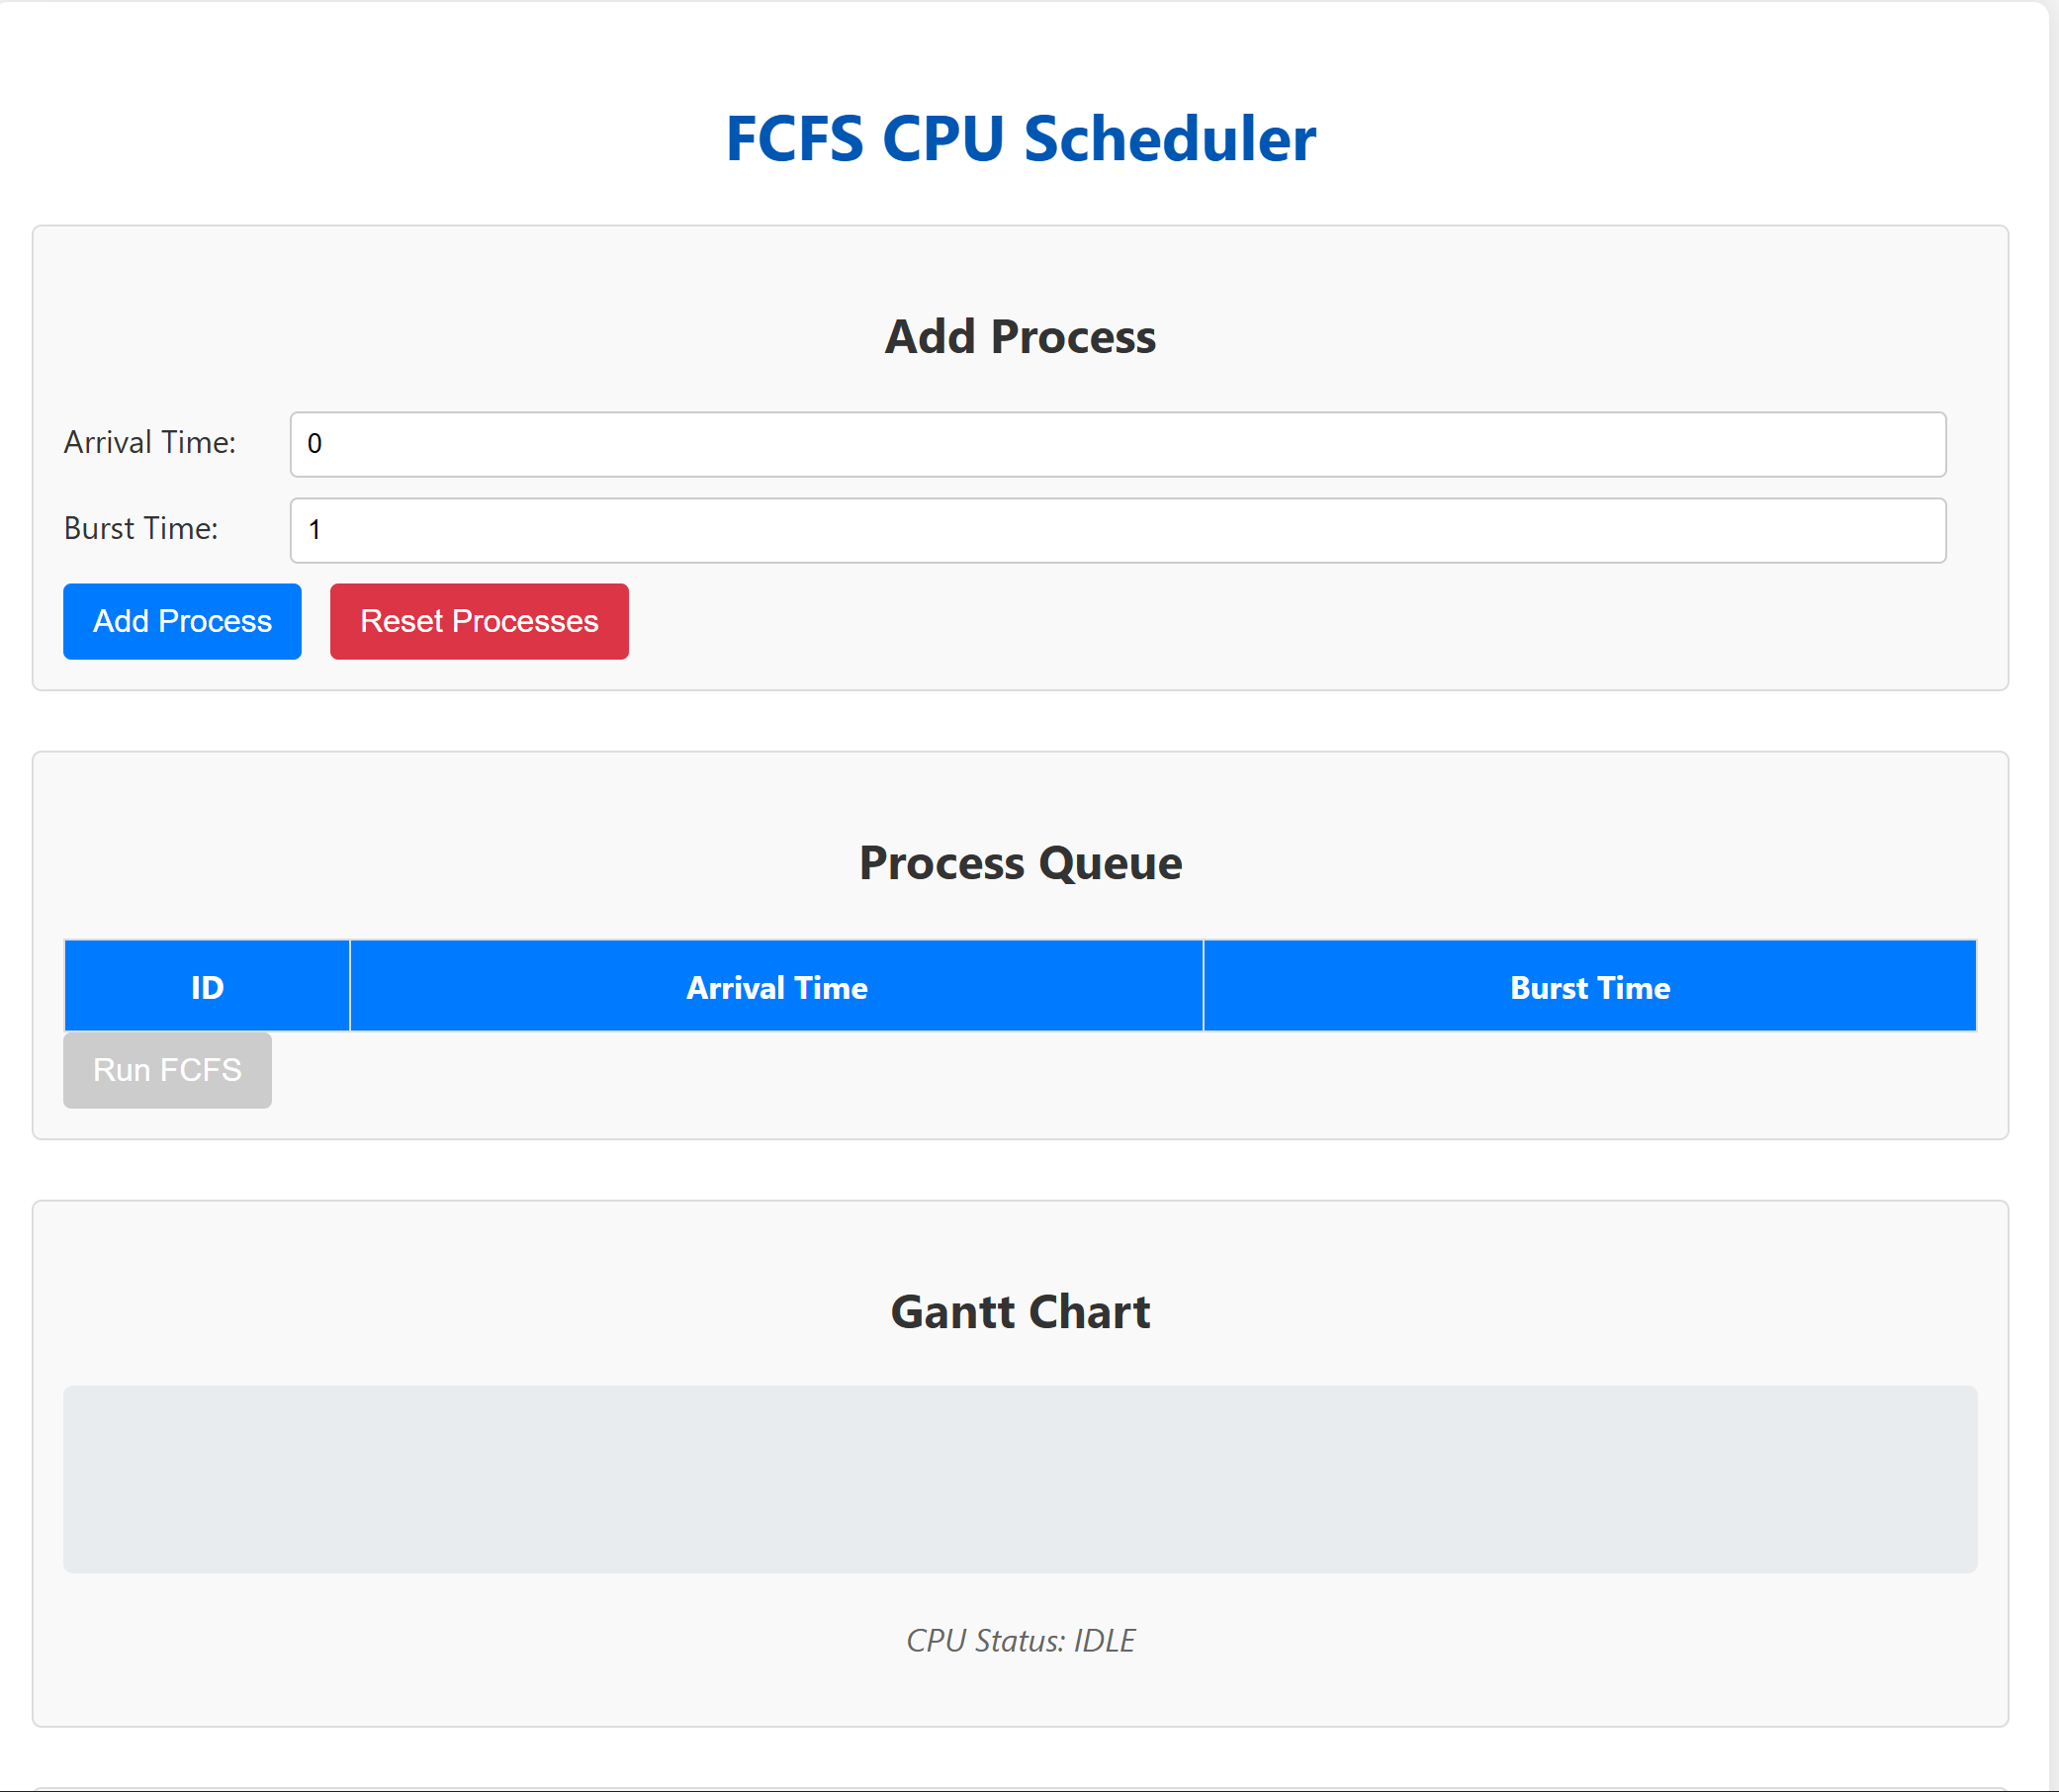 FCFS CPU Scheduler
Add Process
Arrival Time: 0
Burst Time: 1
Add Process Reset Processes
Process Queue
ID Arrival Time Burst Time
Run FCFS
Gantt Chart
CPU Status: IDLE